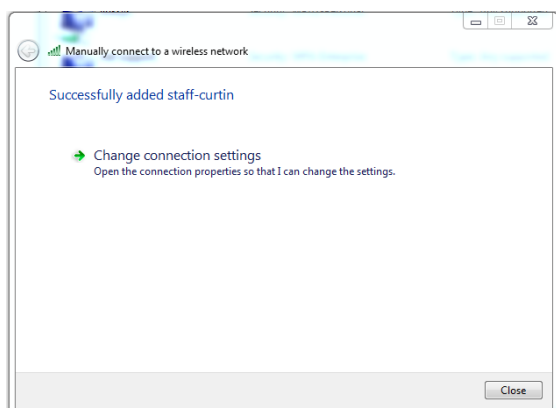 Manually connect to a wireless network
Successfully added staff-curtin
Change connection settings
Open the connection properties so that I can change the settings.
Close